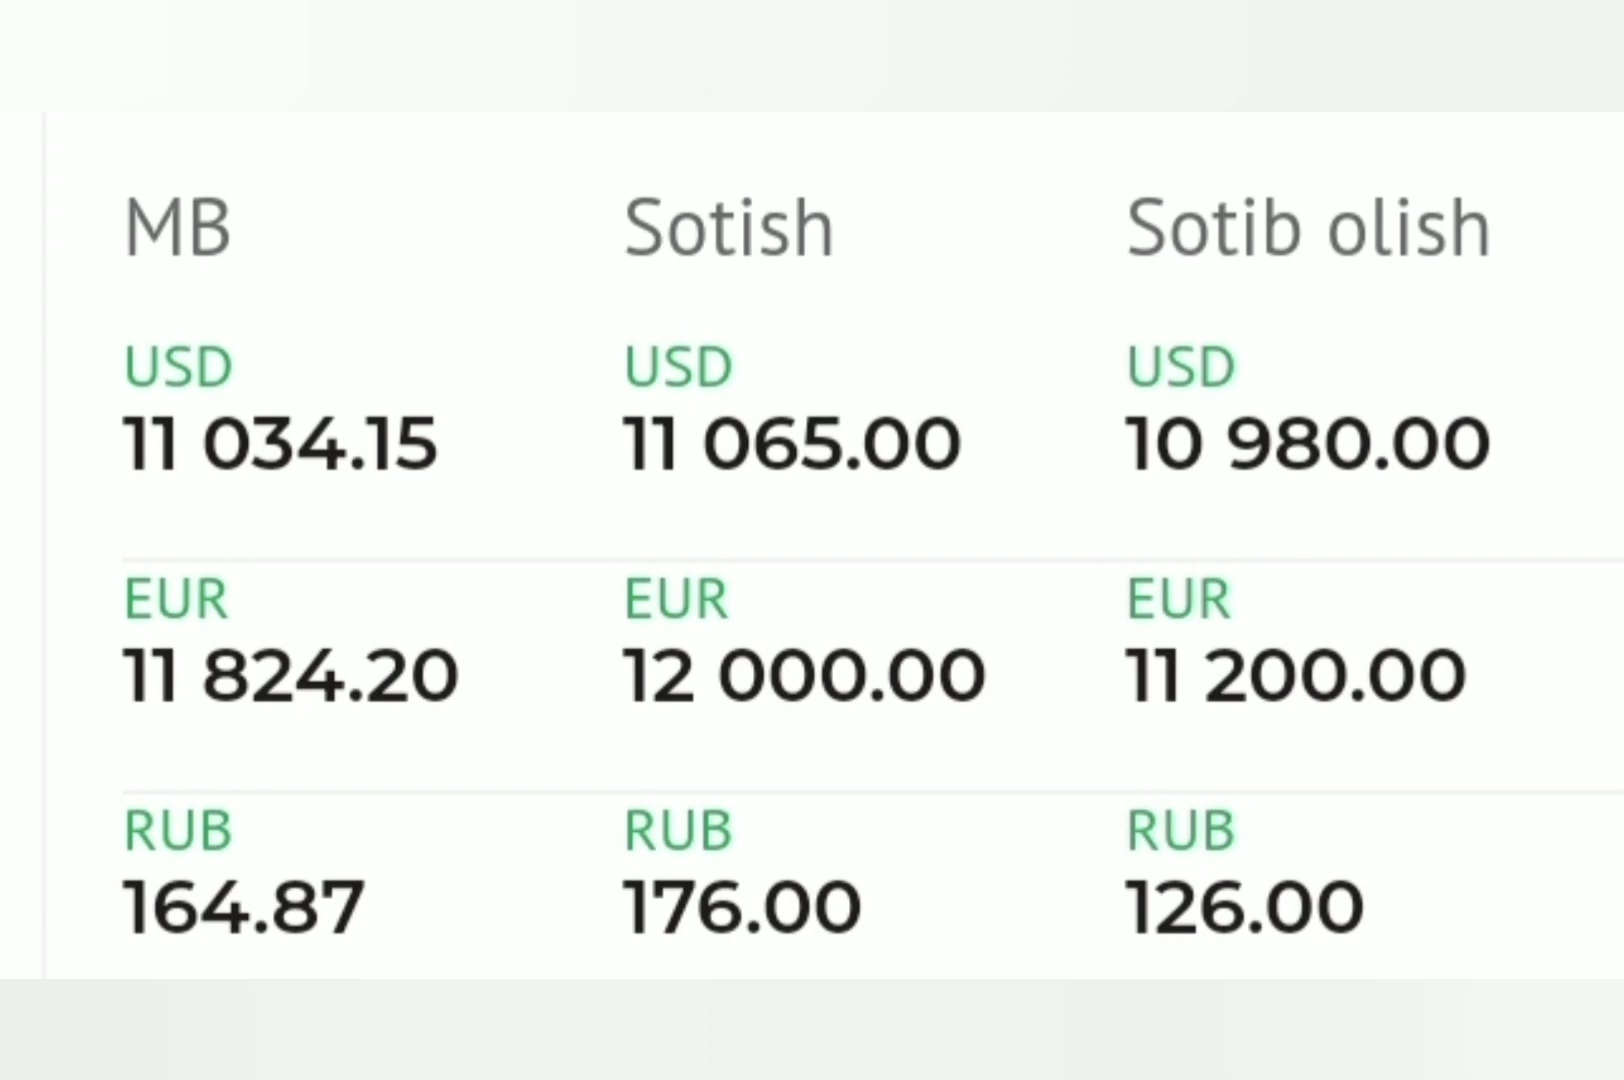 MB Sotish Sotib olish
USD USD USD
11 034.15 11 065.00 10 980.00
EUR EUR EUR
11 824.20 12 000.00 11 200.00
RUB RUB RUB
164.87 176.00 126.00